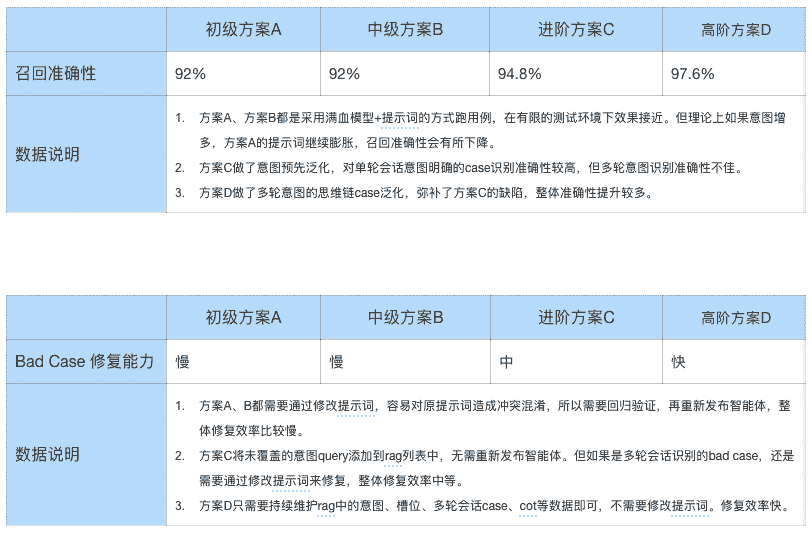 初级方案A 中级方案B 进阶方案C 高阶方案D
召回准确性 92% 92% 94.8% 97.6%
数据说明
1. 方案A、方案B都是采用满血模型+提示词的方式跑用例，在有限的测试环境下效果接近。但理论上如果意图增
多，方案A的提示词继续膨胀，召回准确性会有所下降。
2. 方案C做了意图预先泛化，对单轮会话意图明确的case识别准确性较高，但多轮意图识别准确性不佳。
3. 方案D做了多轮意图的思维链case泛化，弥补了方案C的缺陷，整体准确性提升较多。
初级方案A 中级方案B 进阶方案C 高阶方案D
Bad Case 修复能力 慢 慢 中 快
数据说明
1. 方案A、B都需要通过修改提示词，容易对原提示词造成冲突混淆，所以需要回归验证，再重新发布智能体，整
体修复效率比较慢。
2. 方案C将未覆盖的意图query添加到rag列表中，无需重新发布智能体。但如果是多轮会话识别的bad case，还是
需要通过修改提示词来修复，整体修复效率中等。
3. 方案D只需要持续维护rag中的意图、槽位、多轮会话case、cot等数据即可，不需要修改提示词。修复效率快。